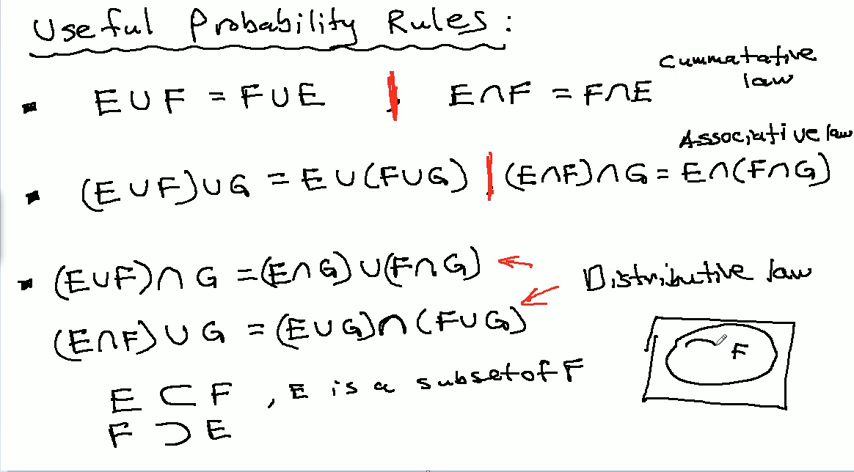 Useful Probability Rules :
E ∪ F = F ∪ E | E ∩ F = F ∩ E Cummatative law
(E ∪ F) ∪ G = E ∪ (F ∪ G) | (E ∩ F) ∩ G = E ∩ (F ∩ G) Associative law
(E ∪ F) ∩ G = (E ∩ G) ∪ (F ∩ G)
Distributive law
(E ∩ F) ∪ G = (E ∪ G) ∩ (F ∪ G)
E ⊂ F , E is a subset of F
F ⊃ E
F